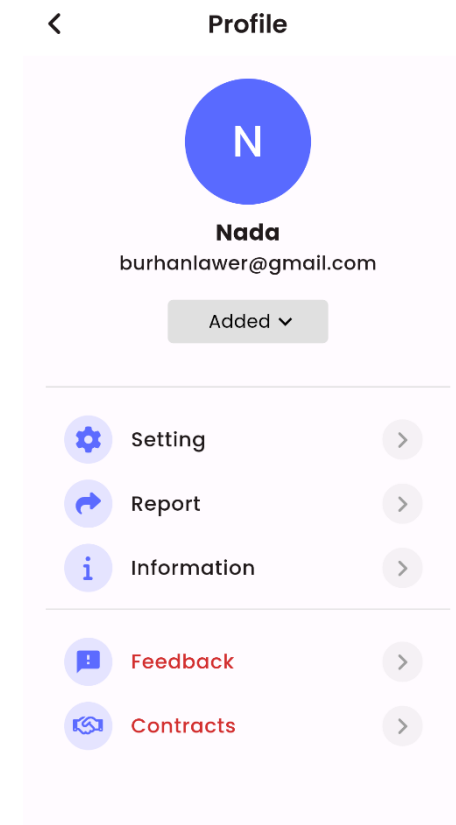 Profile
N
Nada
burhanlawer@gmail.com
Added
Setting
Report
Information
Feedback
Contracts